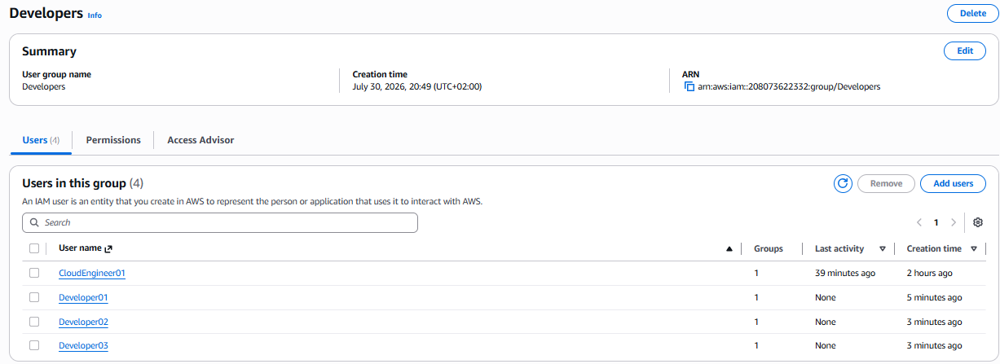 Developers Info
Delete
Summary
Edit
User group name
Developers
Creation time
July 30, 2026, 20:49 (UTC+02:00)
ARN
arn:aws:iam::208073622332:group/Developers
Users (4)
Permissions
Access Advisor
Users in this group (4)
Remove
Add users
An IAM user is an entity that you create in AWS to represent the person or application that uses it to interact with AWS.
Search
1
User name Groups Last activity Creation time
CloudEngineer01 1 39 minutes ago 2 hours ago
Developer01 1 None 5 minutes ago
Developer02 1 None 3 minutes ago
Developer03 1 None 3 minutes ago